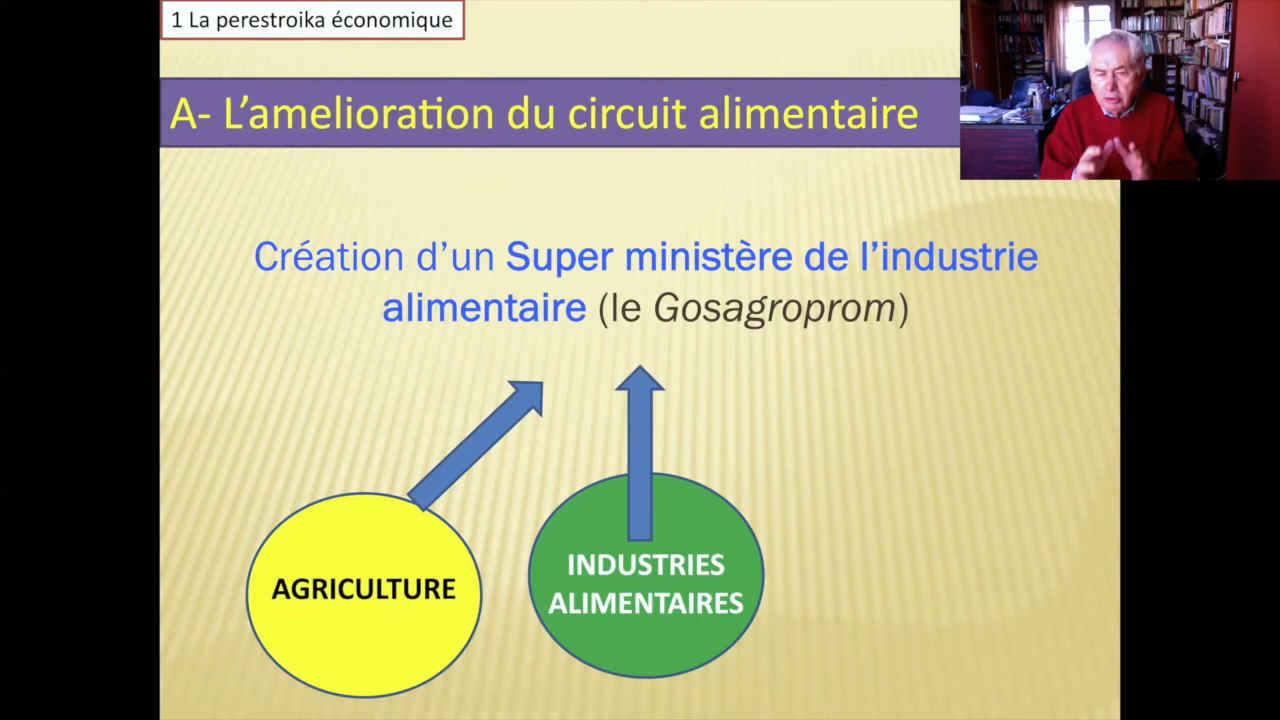 1 La perestroika économique
A- L’amelioration du circuit alimentaire
Création d’un Super ministère de l’industrie
alimentaire (le Gosagroprom)
AGRICULTURE
INDUSTRIES
ALIMENTAIRES